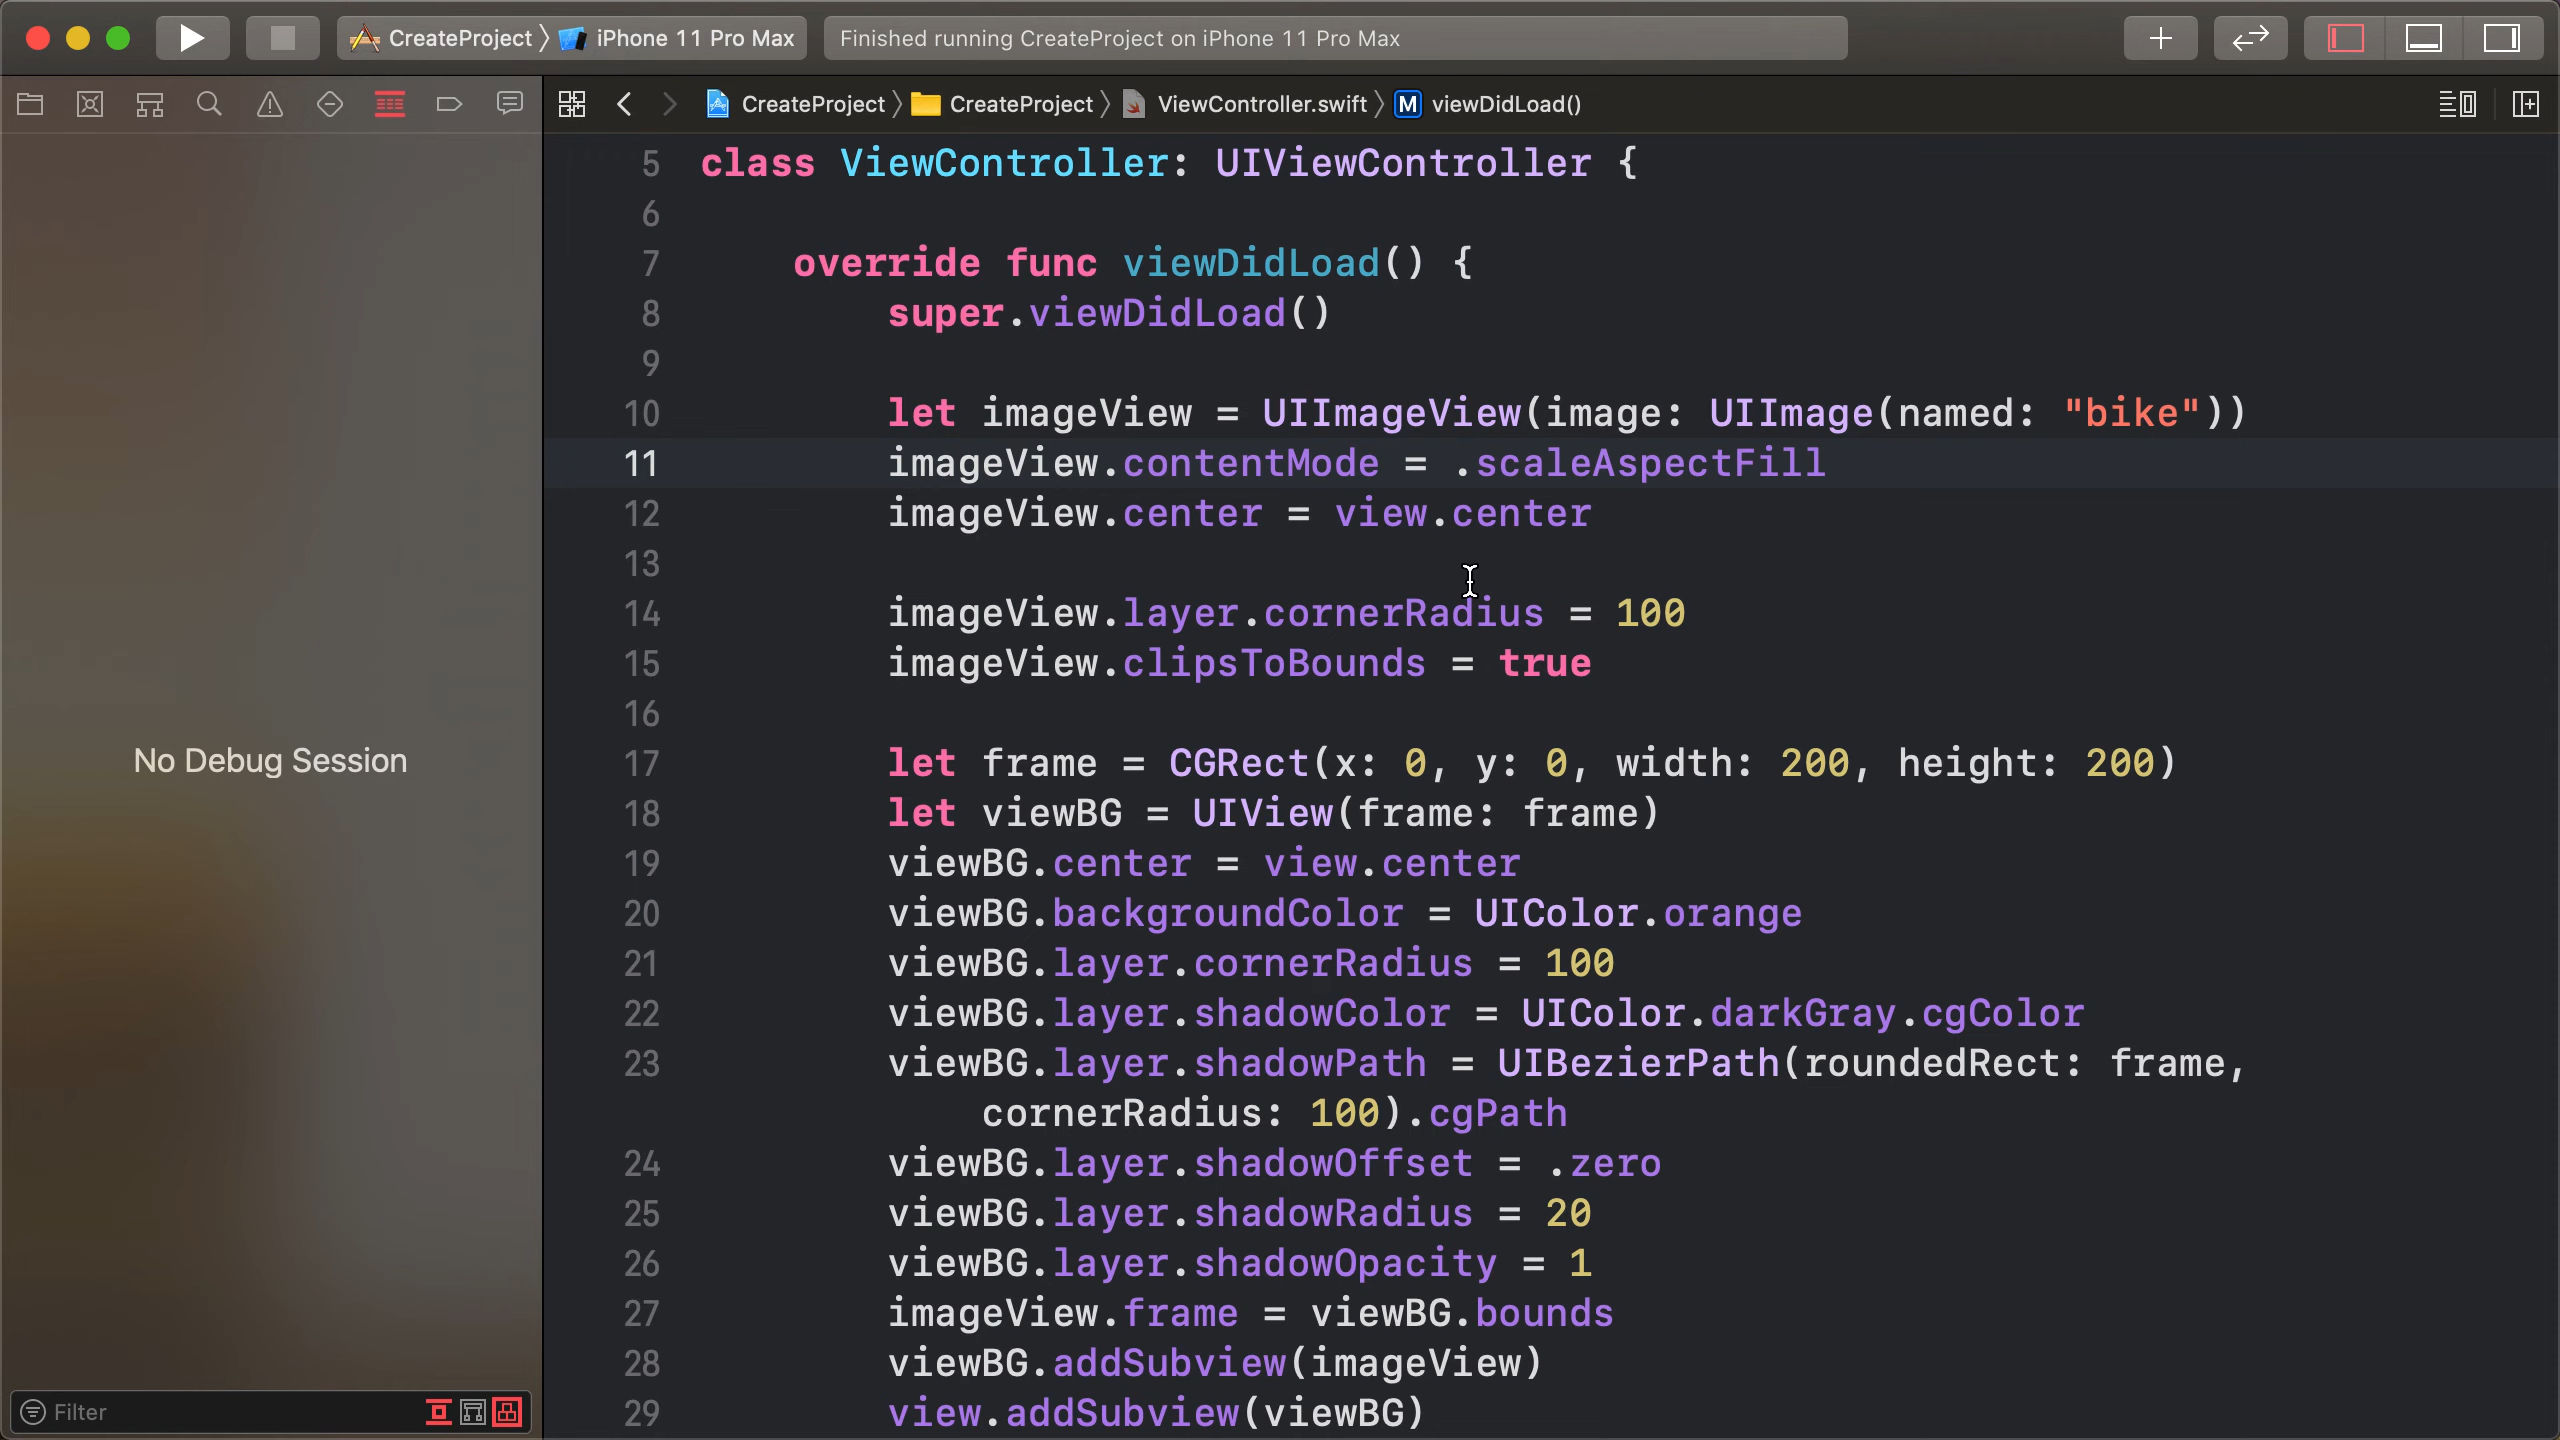 CreateProject 〉 iPhone 11 Pro Max
Finished running CreateProject on iPhone 11 Pro Max
CreateProject 〉 CreateProject 〉 ViewController.swift 〉 M viewDidLoad()
No Debug Session
Filter
5 class ViewController: UIViewController {
6
7 override func viewDidLoad() {
8 super.viewDidLoad()
9
10 let imageView = UIImageView(image: UIImage(named: "bike"))
11 imageView.contentMode = .scaleAspectFill
12 imageView.center = view.center
13
14 imageView.layer.cornerRadius = 100
15 imageView.clipsToBounds = true
16
17 let frame = CGRect(x: 0, y: 0, width: 200, height: 200)
18 let viewBG = UIView(frame: frame)
19 viewBG.center = view.center
20 viewBG.backgroundColor = UIColor.orange
21 viewBG.layer.cornerRadius = 100
22 viewBG.layer.shadowColor = UIColor.darkGray.cgColor
23 viewBG.layer.shadowPath = UIBezierPath(roundedRect: frame,
cornerRadius: 100).cgPath
24 viewBG.layer.shadowOffset = .zero
25 viewBG.layer.shadowRadius = 20
26 viewBG.layer.shadowOpacity = 1
27 imageView.frame = viewBG.bounds
28 viewBG.addSubview(imageView)
29 view.addSubview(viewBG)